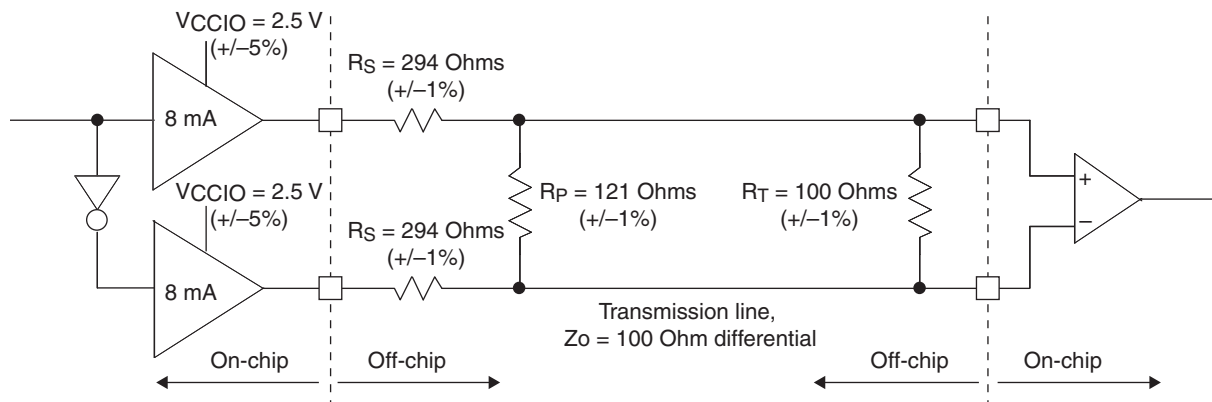 VCCIO = 2.5 V
(+/–5%)
8 mA
RS = 294 Ohms
(+/–1%)
VCCIO = 2.5 V
(+/–5%)
8 mA
RS = 294 Ohms
(+/–1%)
RP = 121 Ohms
(+/–1%)
RT = 100 Ohms
(+/–1%)
+
–
Transmission line,
Zo = 100 Ohm differential
On-chip
Off-chip
Off-chip
On-chip